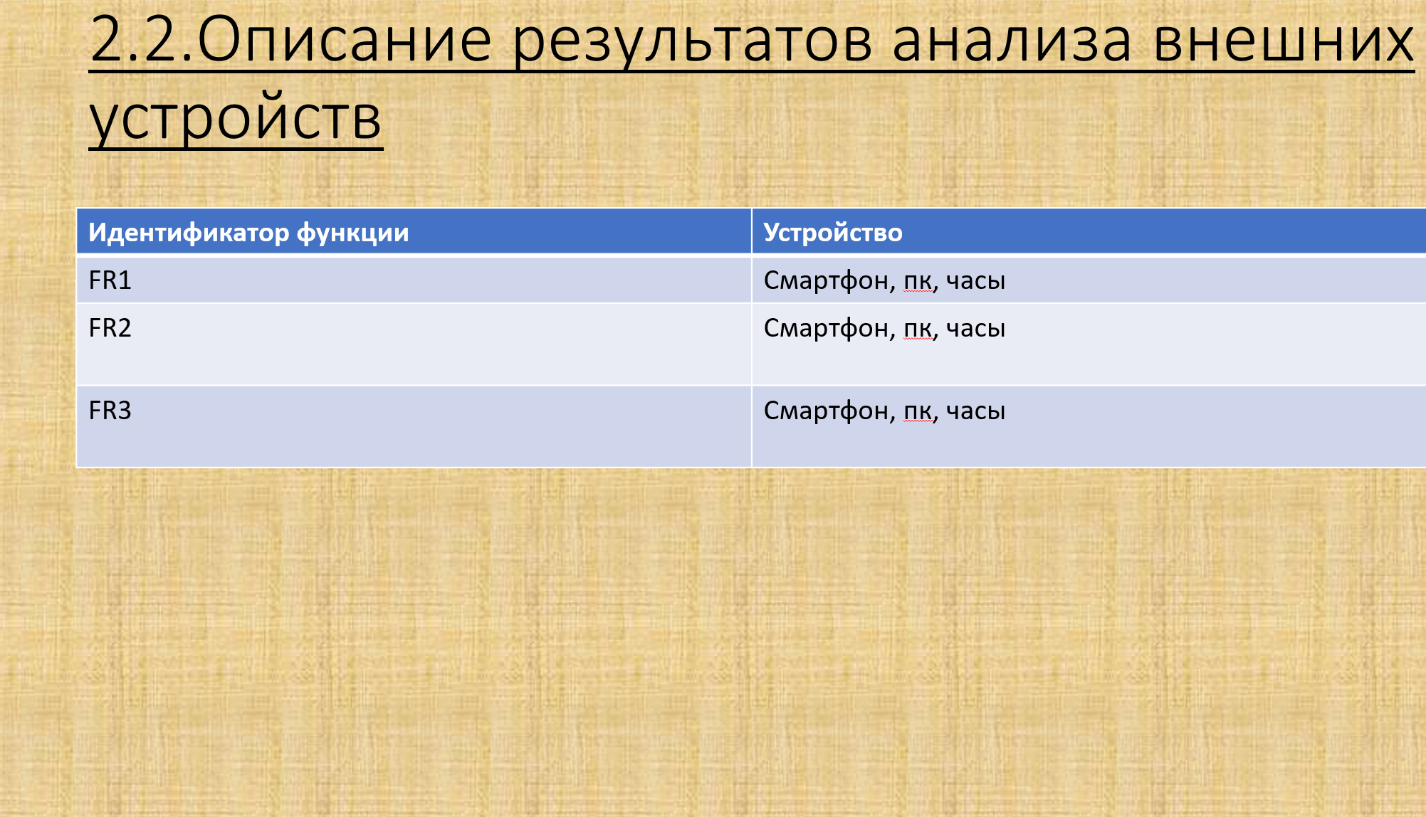 2.2.Описание результатов анализа внешних
устройств
Идентификатор функции Устройство
FR1 Смартфон, пк, часы
FR2 Смартфон, пк, часы
FR3 Смартфон, пк, часы